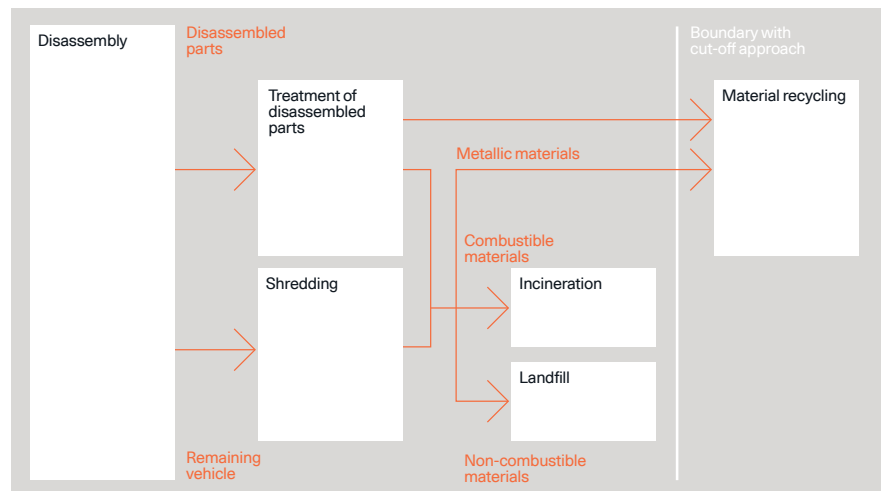 Disassembly
Disassembled
parts
Boundary with
cut-off approach
Treatment of
disassembled
parts
Material recycling
Metallic materials
Combustible
materials
Shredding
Incineration
Landfill
Remaining
vehicle
Non-combustible
materials